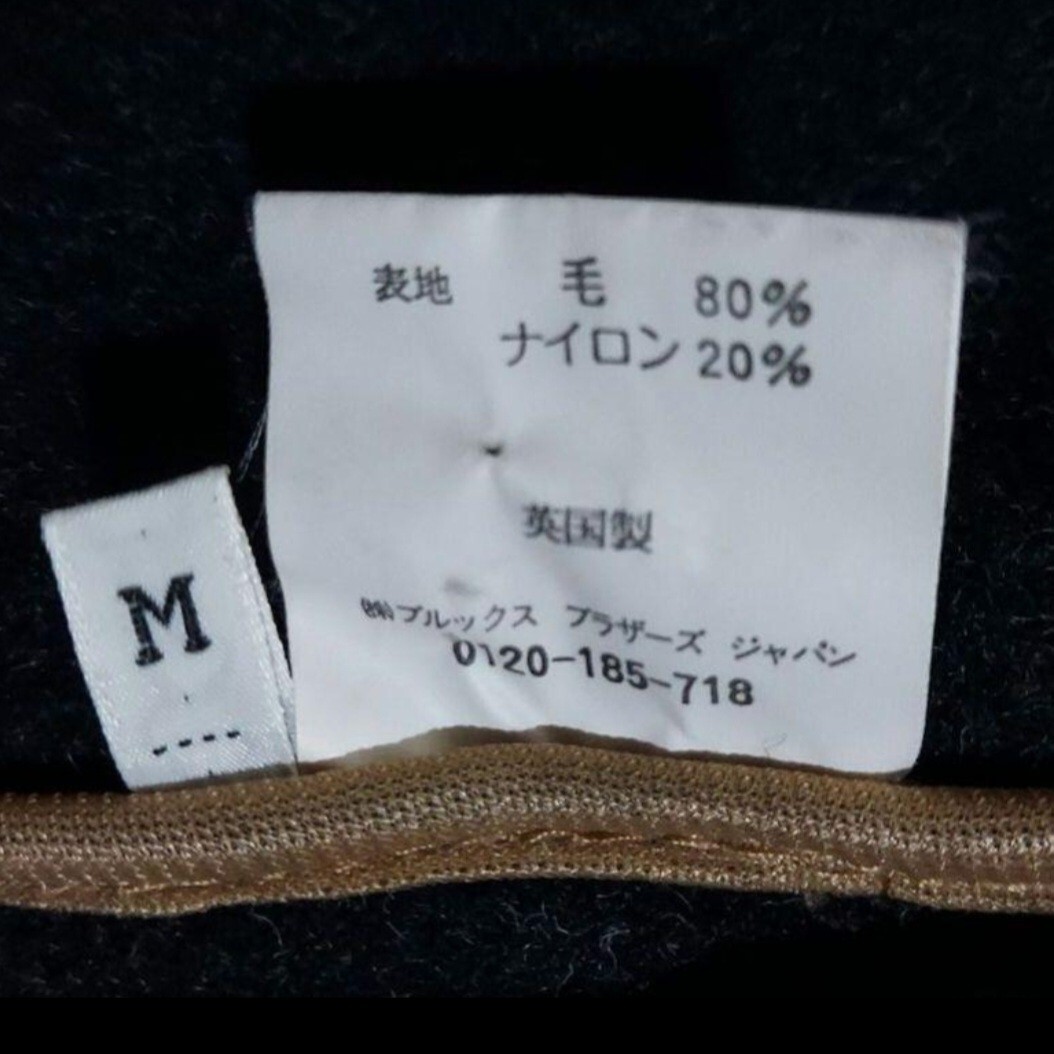 表地 毛 80%
ナイロン 20%
英国製
㈱ブルックス ブラザーズ ジャパン
0120-185-718
M